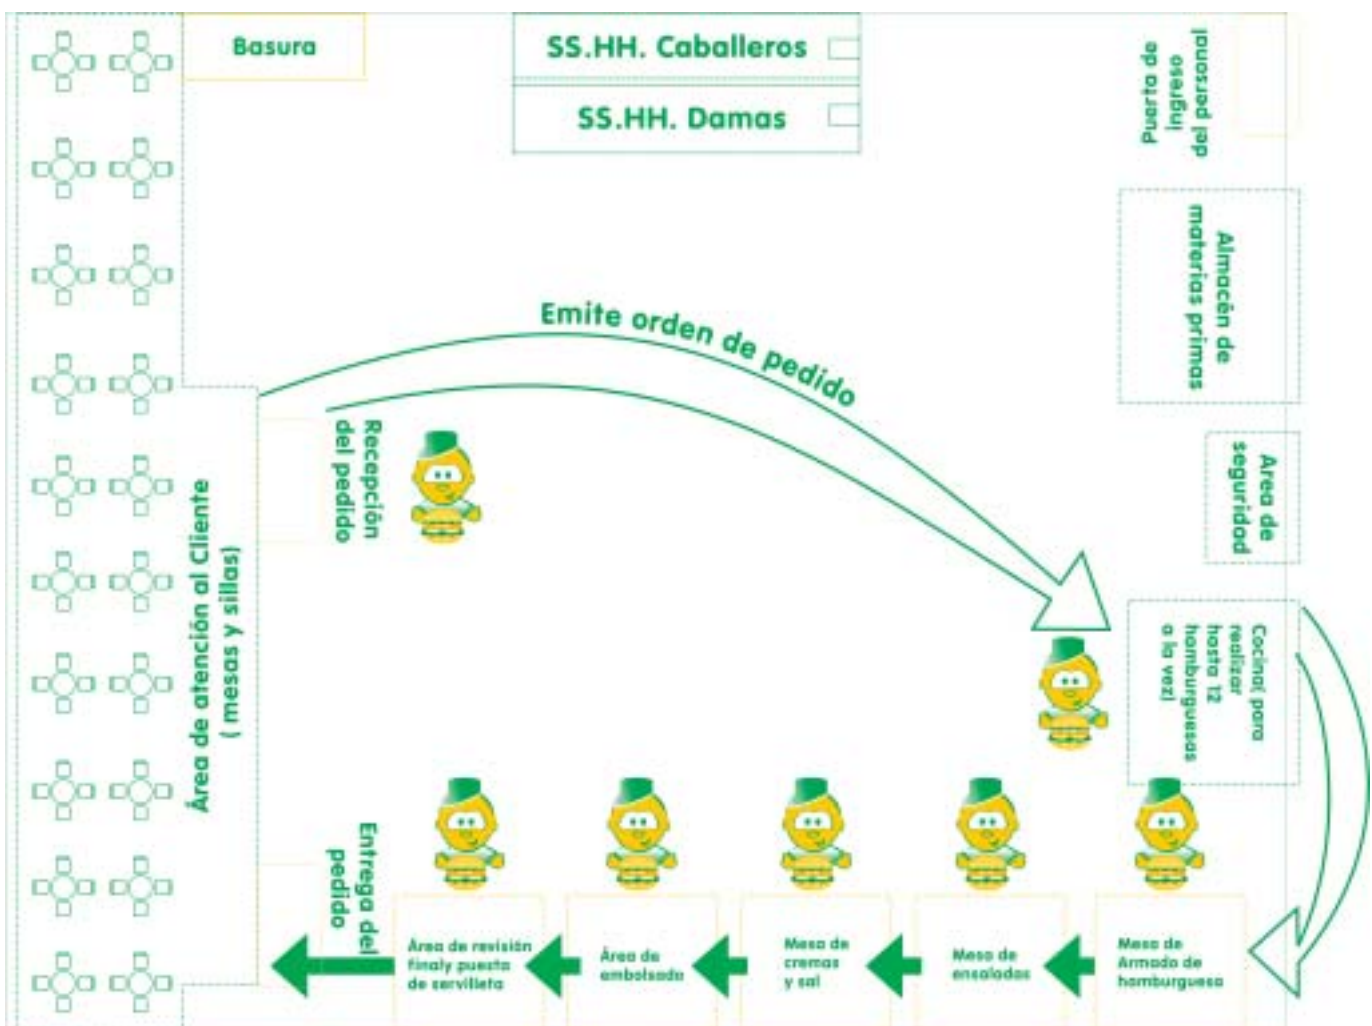 Basura
SS.HH. Caballeros
SS.HH. Damas
Puerta de
ingreso
del personal
Almacén de
materias primas
Emite orden de pedido
Recepción
del pedido
Area de
seguridad
Área de atención al Cliente
( mesas y sillas)
Cocina( para
realizar
hasta 12
hamburguesas
a la vez)
Entrega del
pedido
Área de revisión
finaly puesta
de servilleta
Área de
embolsado
Mesa de
cremas
y sal
Mesa de
ensaladas
Mesa de
Armado de
hamburguesa